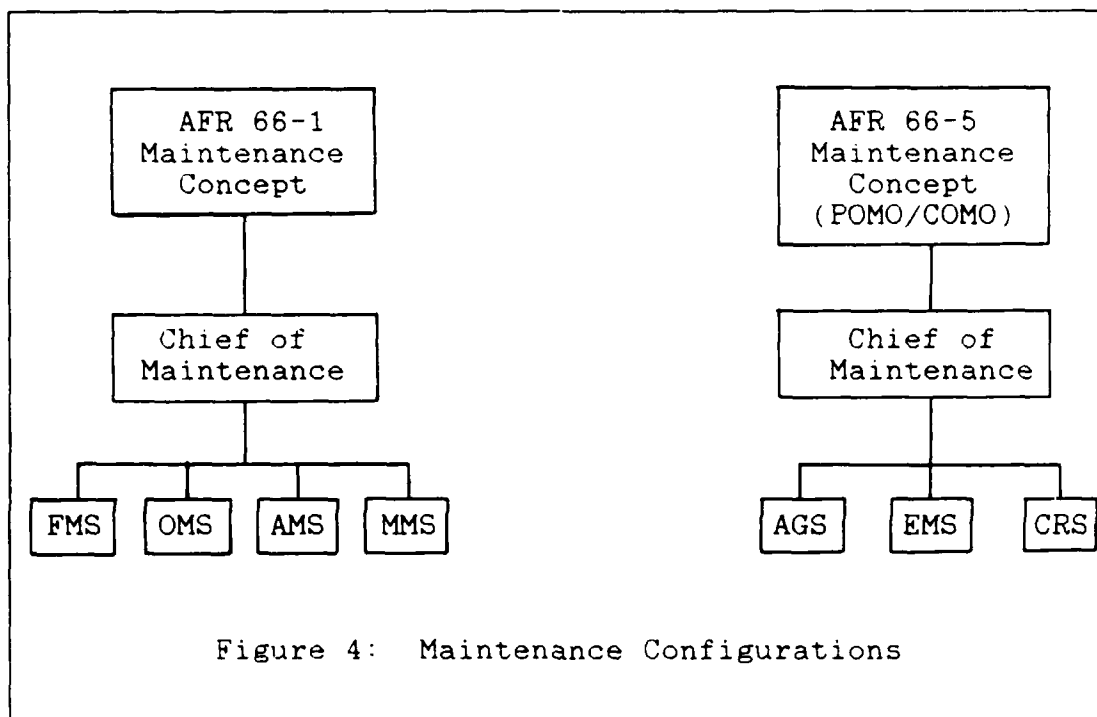 AFR 66-1
Maintenance
Concept
AFR 66-5
Maintenance
Concept
(POMO/COMO)
Chief of
Maintenance
Chief of
Maintenance
FMS OMS AMS MMS
AGS EMS CRS
Figure 4: Maintenance Configurations